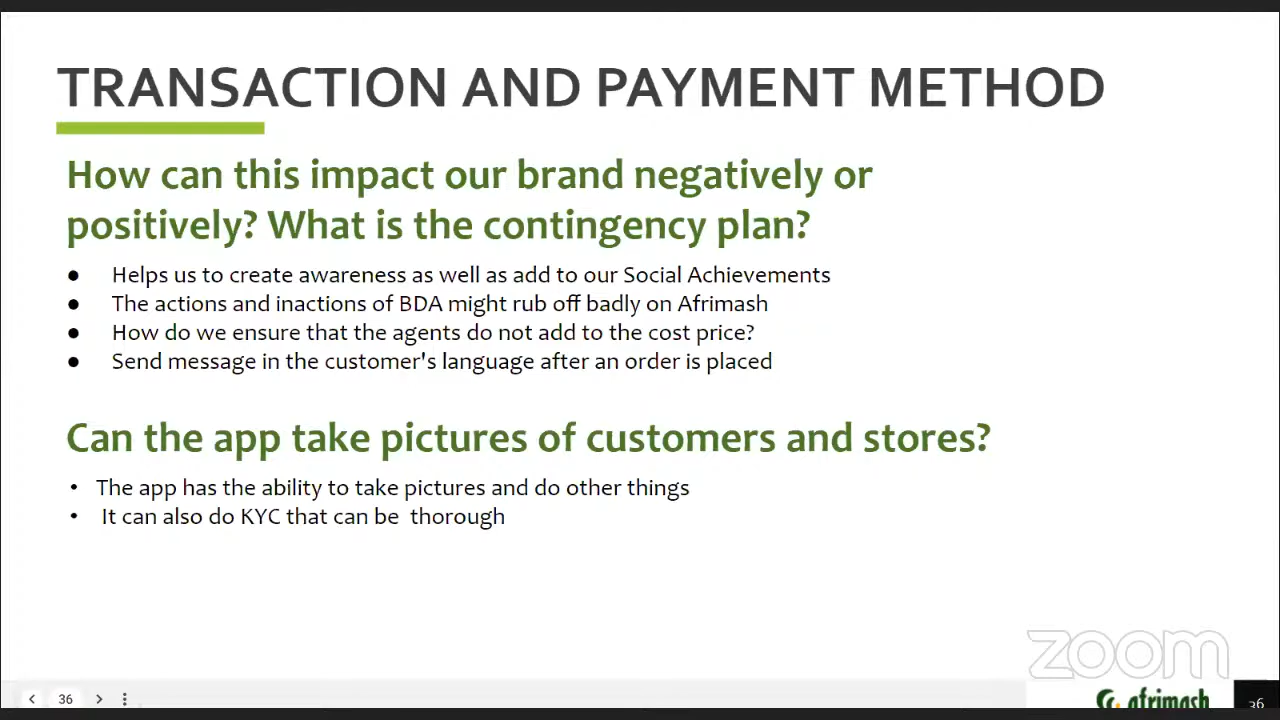 TRANSACTION AND PAYMENT METHOD
How can this impact our brand negatively or
positively? What is the contingency plan?
● Helps us to create awareness as well as add to our Social Achievements
● The actions and inactions of BDA might rub off badly on Afrimash
● How do we ensure that the agents do not add to the cost price?
● Send message in the customer's language after an order is placed
Can the app take pictures of customers and stores?
• The app has the ability to take pictures and do other things
• It can also do KYC that can be thorough
zoom
36
afrimash
36